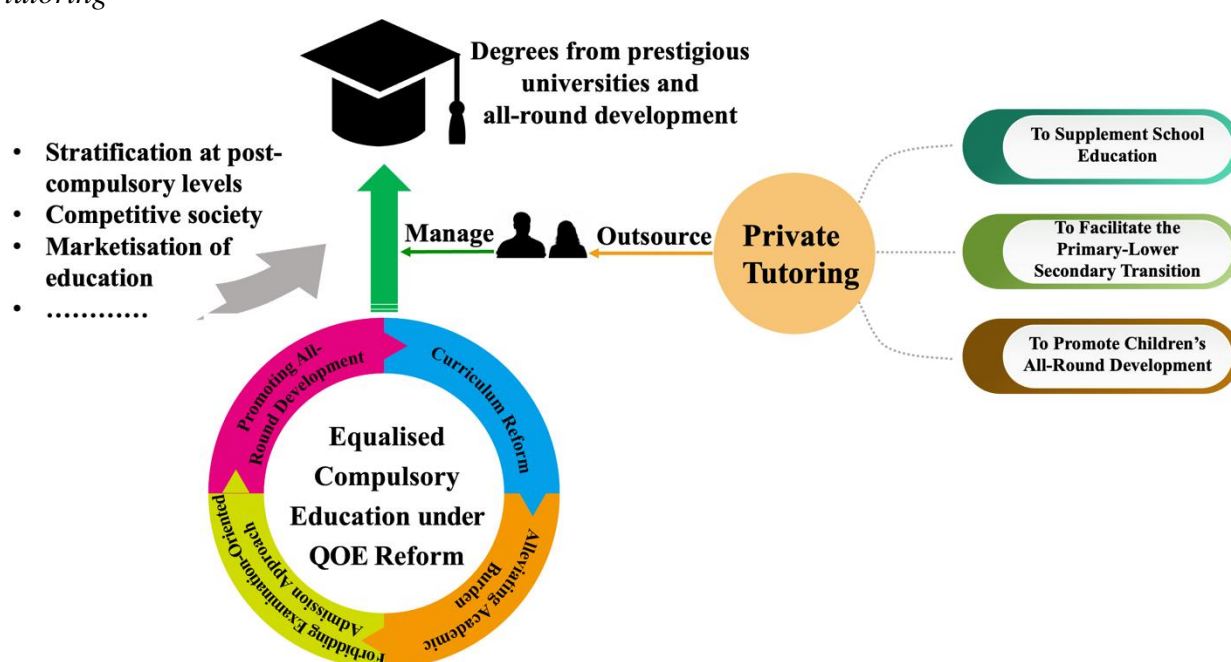 tutoring
Degrees from prestigious
universities and
all-round development
• Stratification at post-
compulsory levels
• Competitive society
• Marketisation of
education
• …………
Manage
Outsource
Private
Tutoring
To Supplement School
Education
To Facilitate the
Primary-Lower
Secondary Transition
To Promote Children’s
All-Round Development
Promoting All-
Round Development
Curriculum Reform
Alleviating Academic
Burden
Forbidding Examination-Oriented
Admission Approach
Equalised
Compulsory
Education under
QOE Reform